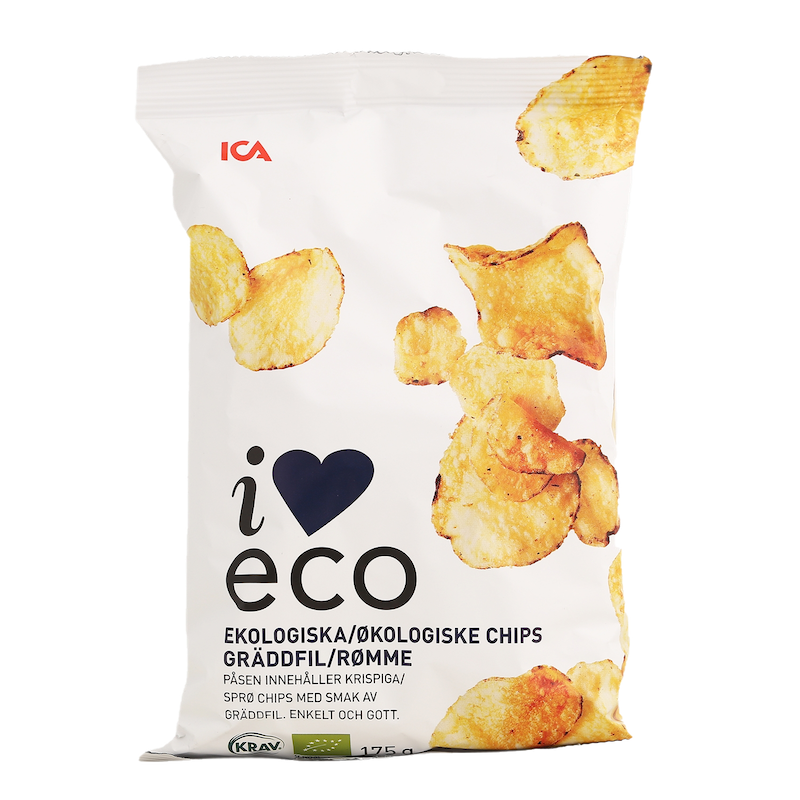 ICA
i
eco
EKOLOGISKA/ØKOLOGISKE CHIPS
GRÄDDFIL/RØMME
PÅSEN INNEHÅLLER KRISPIGA/
SPRØ CHIPS MED SMAK AV
GRÄDDFIL. ENKELT OCH GOTT.
KRAV 175 g